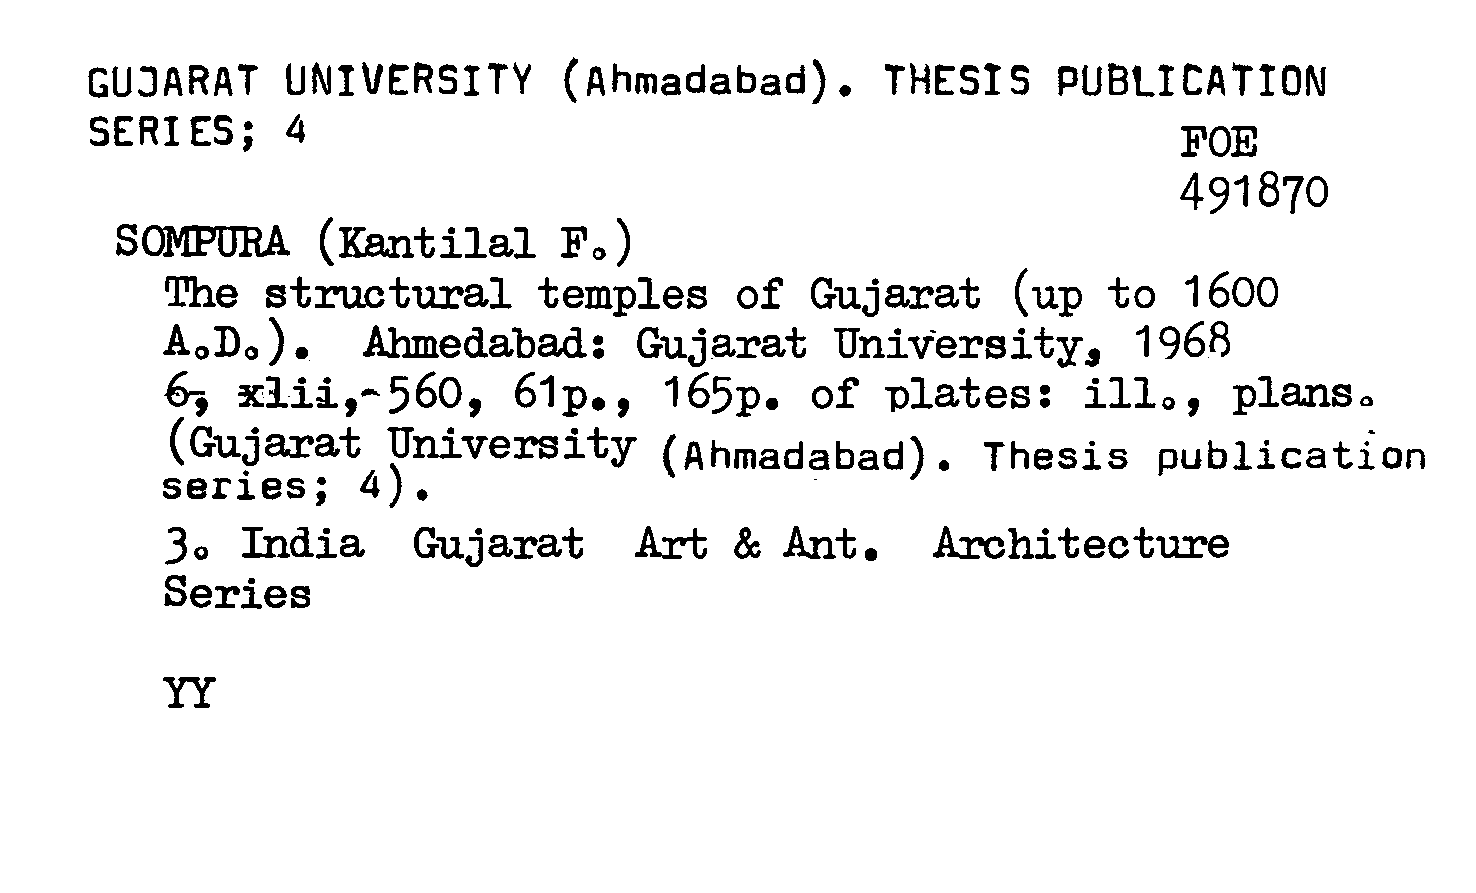 GUJARAT UNIVERSITY (Ahmadabad). THESIS PUBLICATION
SERIES; 4
FOE
491870
SOMPURA (Kantilal F.)
The structural temples of Gujarat (up to 1600
A.D.). Ahmedabad: Gujarat University, 1968
6, xlii, 560, 61p., 165p. of plates: ill., plans.
(Gujarat University (Ahmadabad). Thesis publication
series; 4).
3. India Gujarat Art & Ant. Architecture
Series
YY